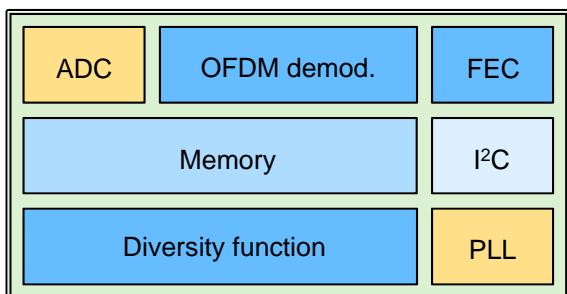 ADC
OFDM demod.
FEC
Memory
I²C
Diversity function
PLL